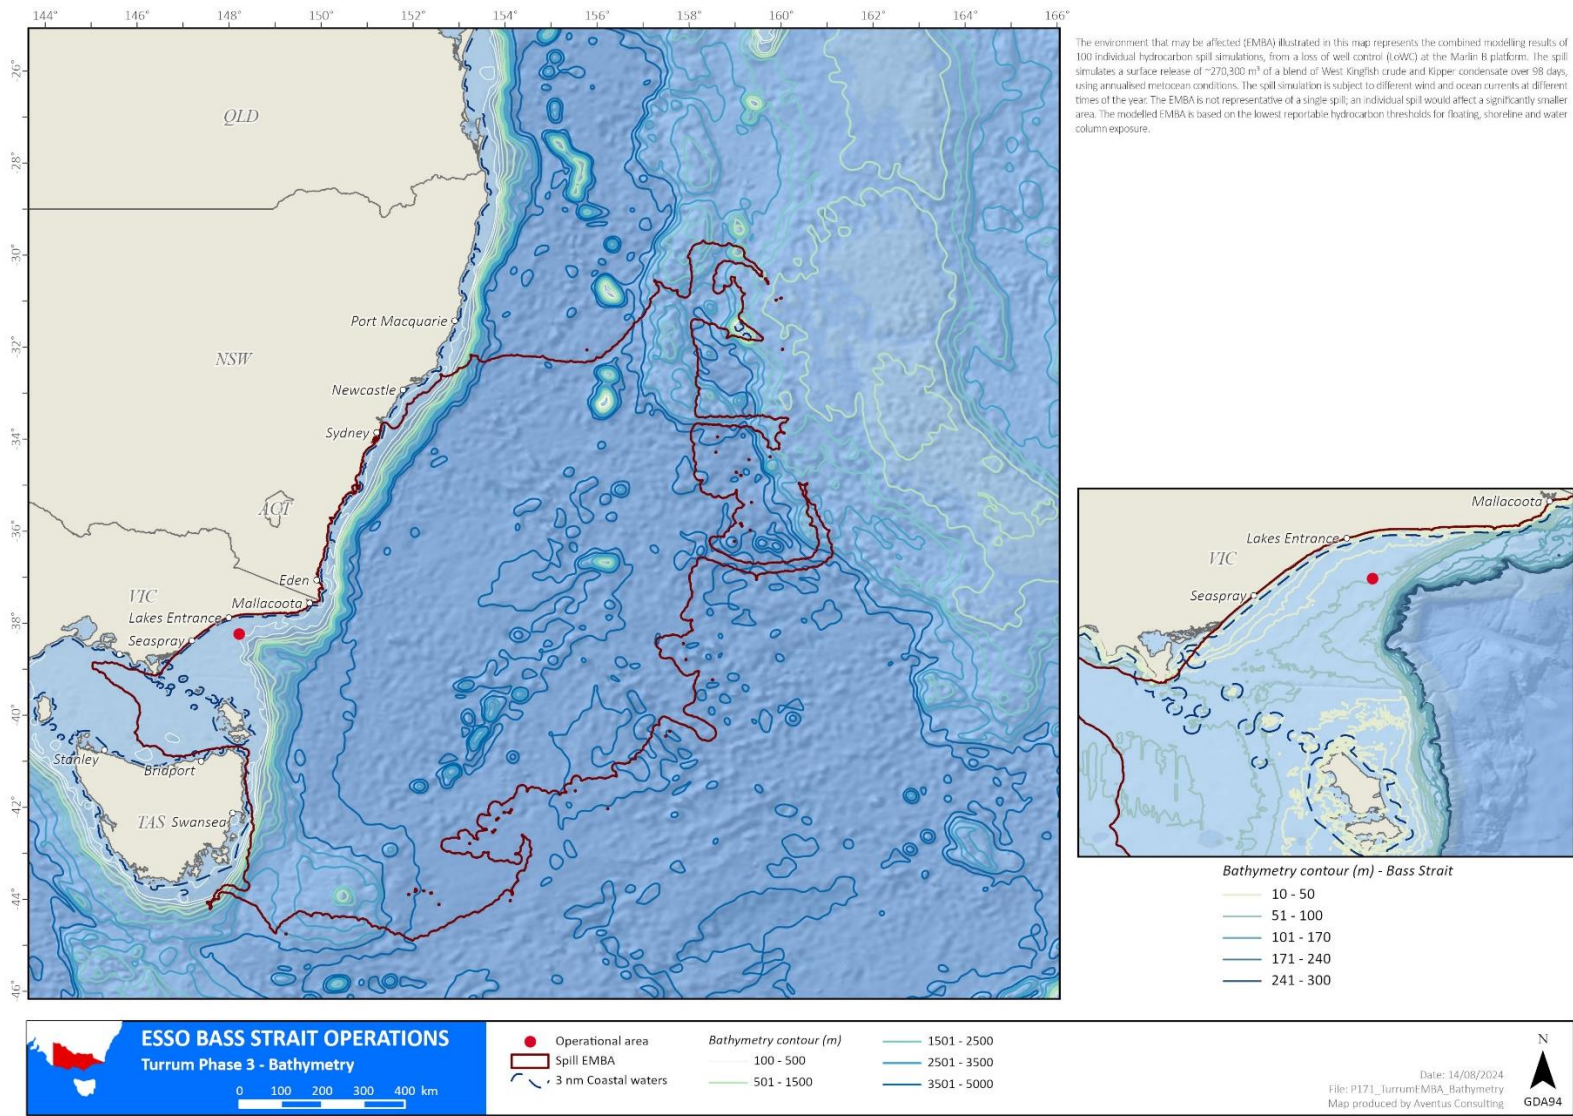 144° 146° 148° 150° 152° 154° 156° 158° 160° 162° 164° 166°
-26°
-28°
-30°
-32°
-34°
-36°
-38°
-40°
-42°
-44°
-46°
QLD
Port Macquarie
NSW
Newcastle
Sydney
ACT
Eden
VIC
Mallacoota
Lakes Entrance
Seaspray
Stanley
Bridport
TAS
Swansea
The environment that may be affected (EMBA) illustrated in this map represents the combined modelling results of
100 individual hydrocarbon spill simulations, from a loss of well control (LoWC) at the Marlin B platform. The spill
simulates a surface release of ~270,300 m³ of a blend of West Kingfish crude and Kipper condensate over 98 days,
using annualised metocean conditions. The spill simulation is subject to different wind and ocean currents at different
times of the year. The EMBA is not representative of a single spill; an individual spill would affect a significantly smaller
area. The modelled EMBA is based on the lowest reportable hydrocarbon thresholds for floating, shoreline and water
column exposure.
Mallacoota
Lakes Entrance
VIC
Seaspray
Bathymetry contour (m) - Bass Strait
10 - 50
51 - 100
101 - 170
171 - 240
241 - 300
ESSO BASS STRAIT OPERATIONS
Turrum Phase 3 - Bathymetry
0 100 200 300 400 km
Operational area
Spill EMBA
3 nm Coastal waters
Bathymetry contour (m)
100 - 500
501 - 1500
1501 - 2500
2501 - 3500
3501 - 5000
Date: 14/08/2024
File: P171_TurrumEMBA_Bathymetry
Map produced by Aventus Consulting
N
GDA94